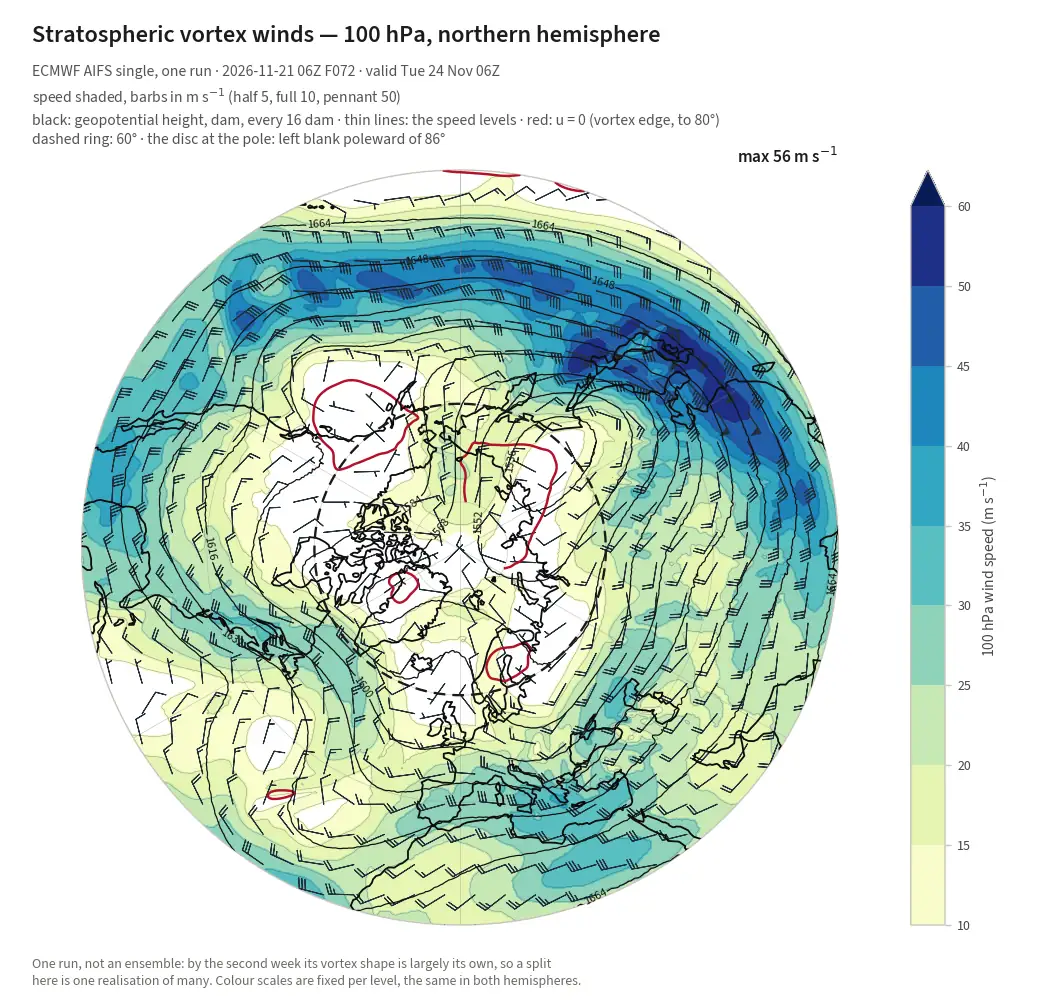 Stratospheric vortex winds — 100 hPa, northern hemisphere
ECMWF AIFS single, one run · 2026-11-21 06Z F072 · valid Tue 24 Nov 06Z
speed shaded, barbs in m s⁻¹ (half 5, full 10, pennant 50)
black: geopotential height, dam, every 16 dam · thin lines: the speed levels · red: u = 0 (vortex edge, to 80°)
dashed ring: 60° · the disc at the pole: left blank poleward of 86°
max 56 m s⁻¹
1664
1664
1648
1648
1552
1616
1600
1664
1664
60
50
45
40
35
30
25
20
15
10
100 hPa wind speed (m s⁻¹)
One run, not an ensemble: by the second week its vortex shape is largely its own, so a split
here is one realisation of many. Colour scales are fixed per level, the same in both hemispheres.